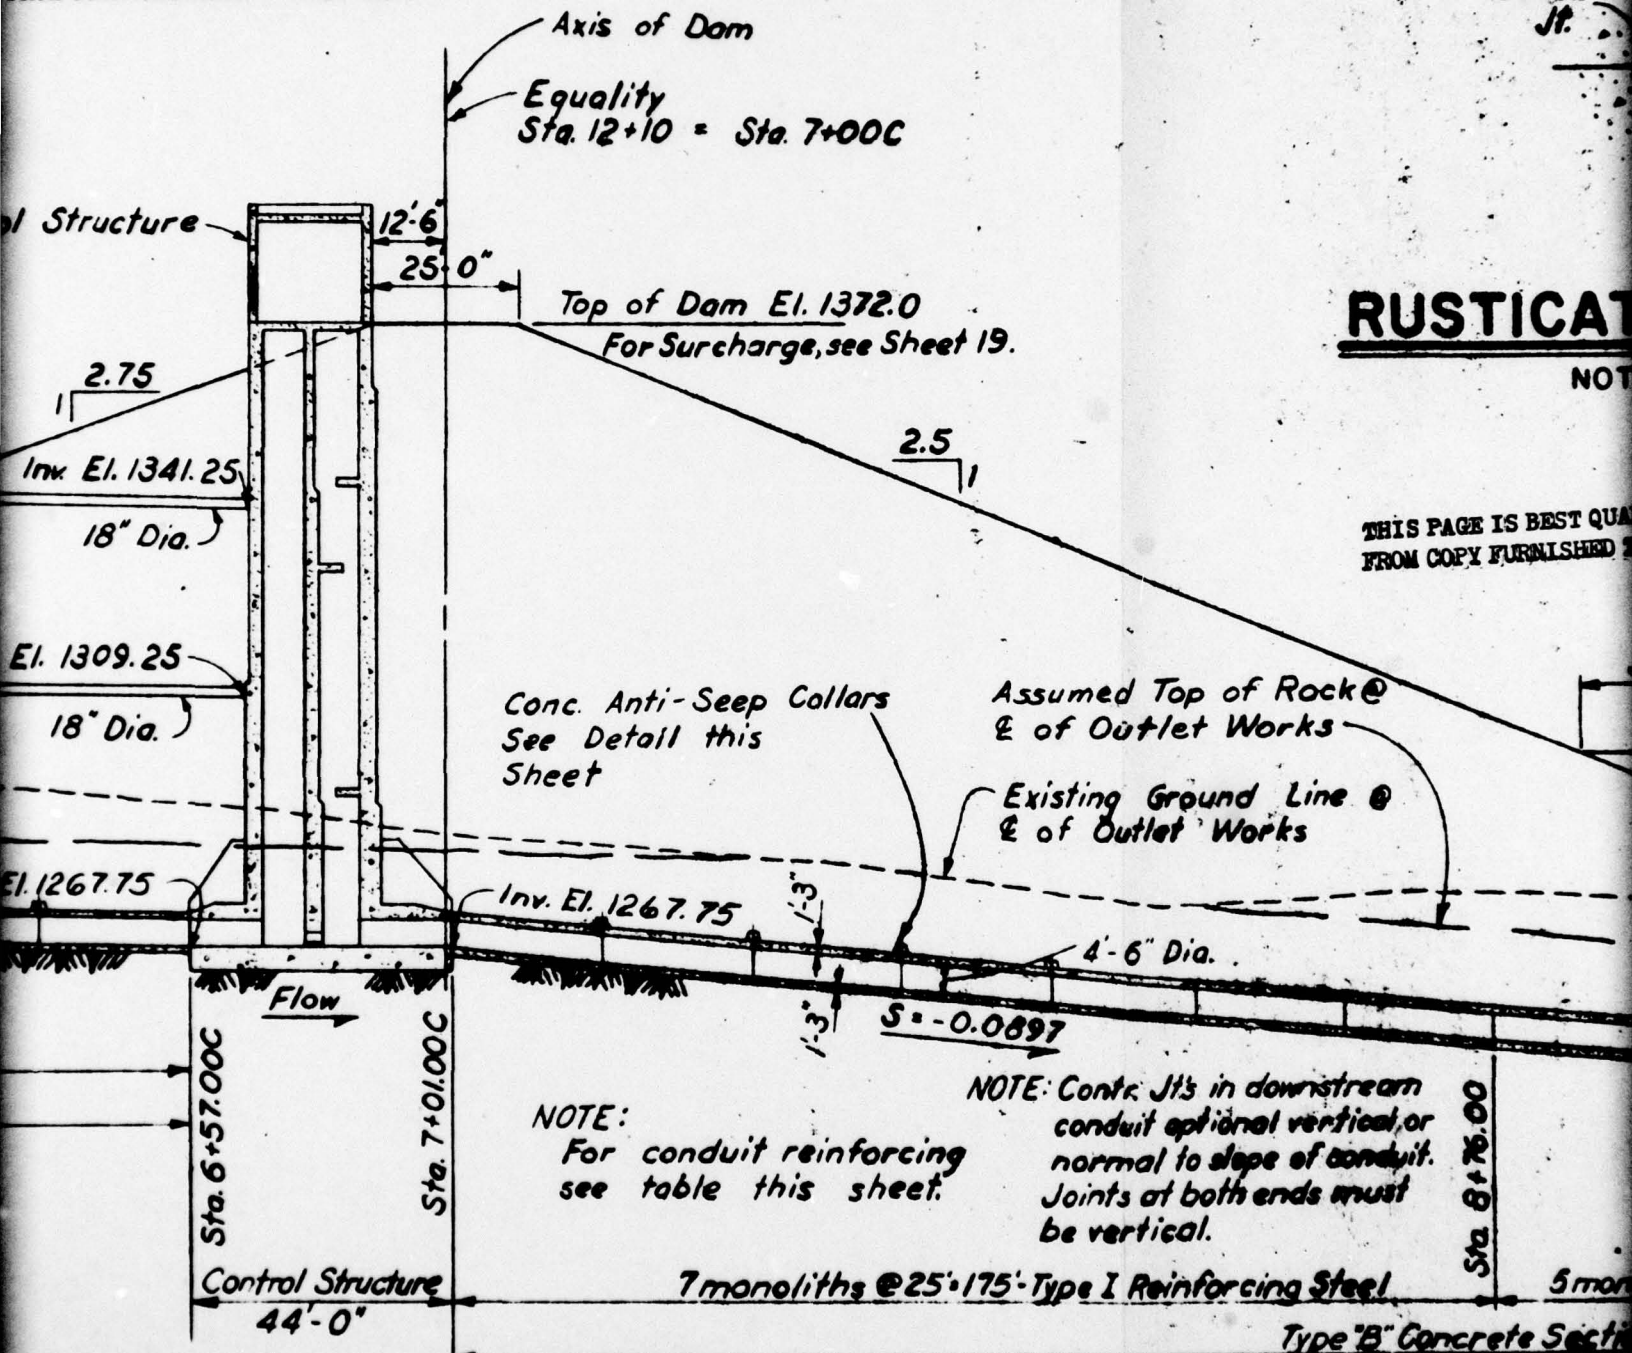 Jt.
Axis of Dam
Equality
Sta. 12+10 = Sta. 7+00C
Structure
12'-6"
25'-0"
Top of Dam El. 1372.0
For Surcharge, see Sheet 19.
RUSTICAT
NOT
2.75
1
2.5
1
Inv. El. 1341.25
18" Dia.
THIS PAGE IS BEST QUA
FROM COPY FURNISHED
El. 1309.25
18" Dia.
Conc. Anti-Seep Collars
See Detail this
Sheet
Assumed Top of Rock @
℄ of Outlet Works
Existing Ground Line @
℄ of Outlet Works
El. 1267.75
Inv. El. 1267.75
1'-3"
4'-6" Dia.
1'-3"
S = -0.0897
Flow
Sta. 6+57.00C
Sta. 7+01.00C
NOTE:
For conduit reinforcing
see table this sheet.
NOTE: Contr. Jt's in downstream
conduit optional vertical, or
normal to slope of conduit.
Joints at both ends must
be vertical.
Sta. 8+76.00
Control Structure
44'-0"
7 monoliths @ 25' = 175' - Type I Reinforcing Steel
5 mon
Type "B" Concrete Secti